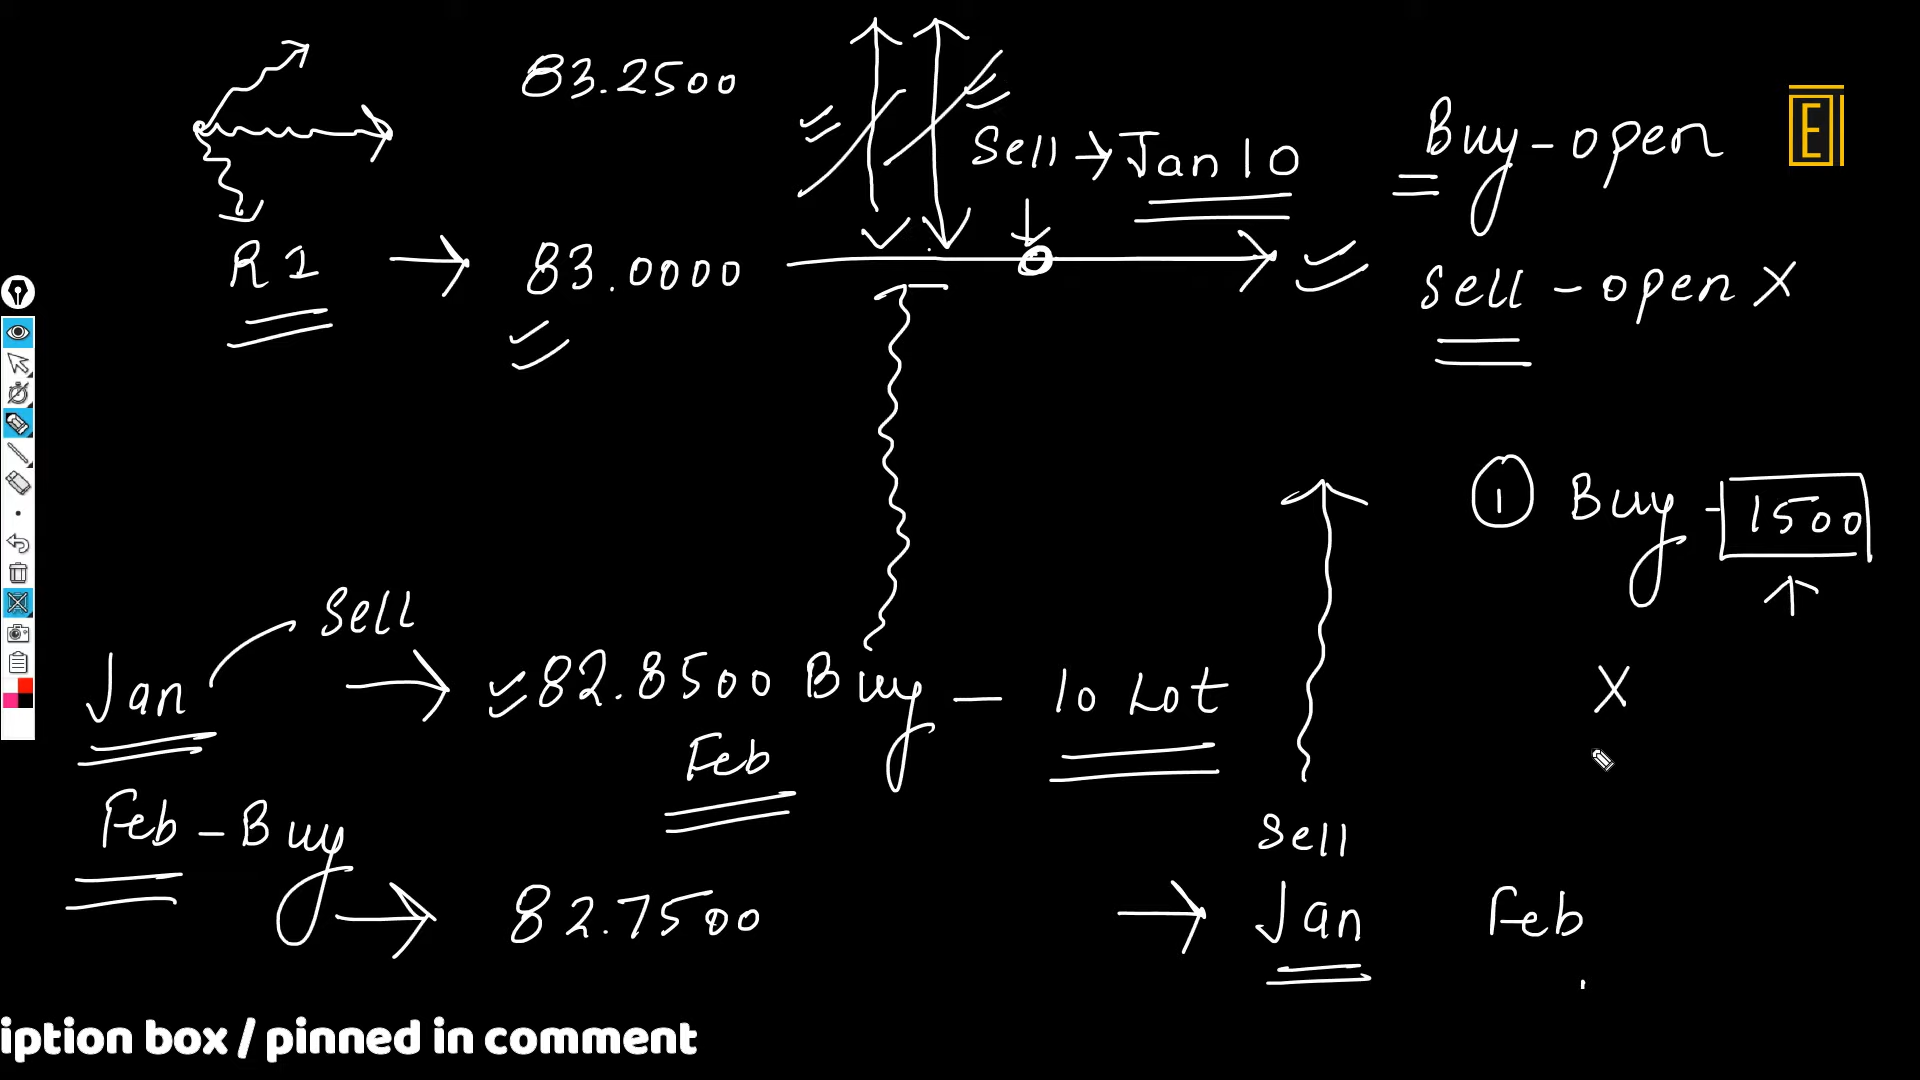 83.2500
Sell → Jan 10
Buy - open
E
R1 → 83.0000
Sell - open X
1 Buy - 1500
X
Sell
Jan → 82.8500 Buy - 10 Lot
Feb
Feb - Buy → 82.7500
Sell
→ Jan Feb
iption box / pinned in comment